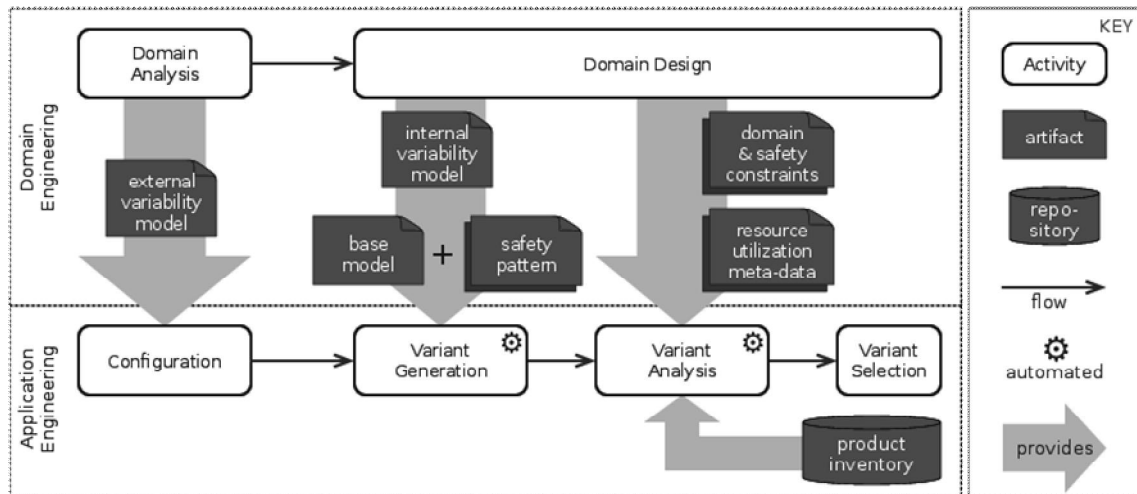 Domain
Analysis
Domain Design
Domain
Engineering
external
variability
model
internal
variability
model
base
model
+
safety
pattern
domain
& safety
constraints
resource
utilization
meta-data
Application
Engineering
Configuration
Variant
Generation
Variant
Analysis
Variant
Selection
product
inventory
KEY
Activity
artifact
repo-
sitory
flow
automated
provides